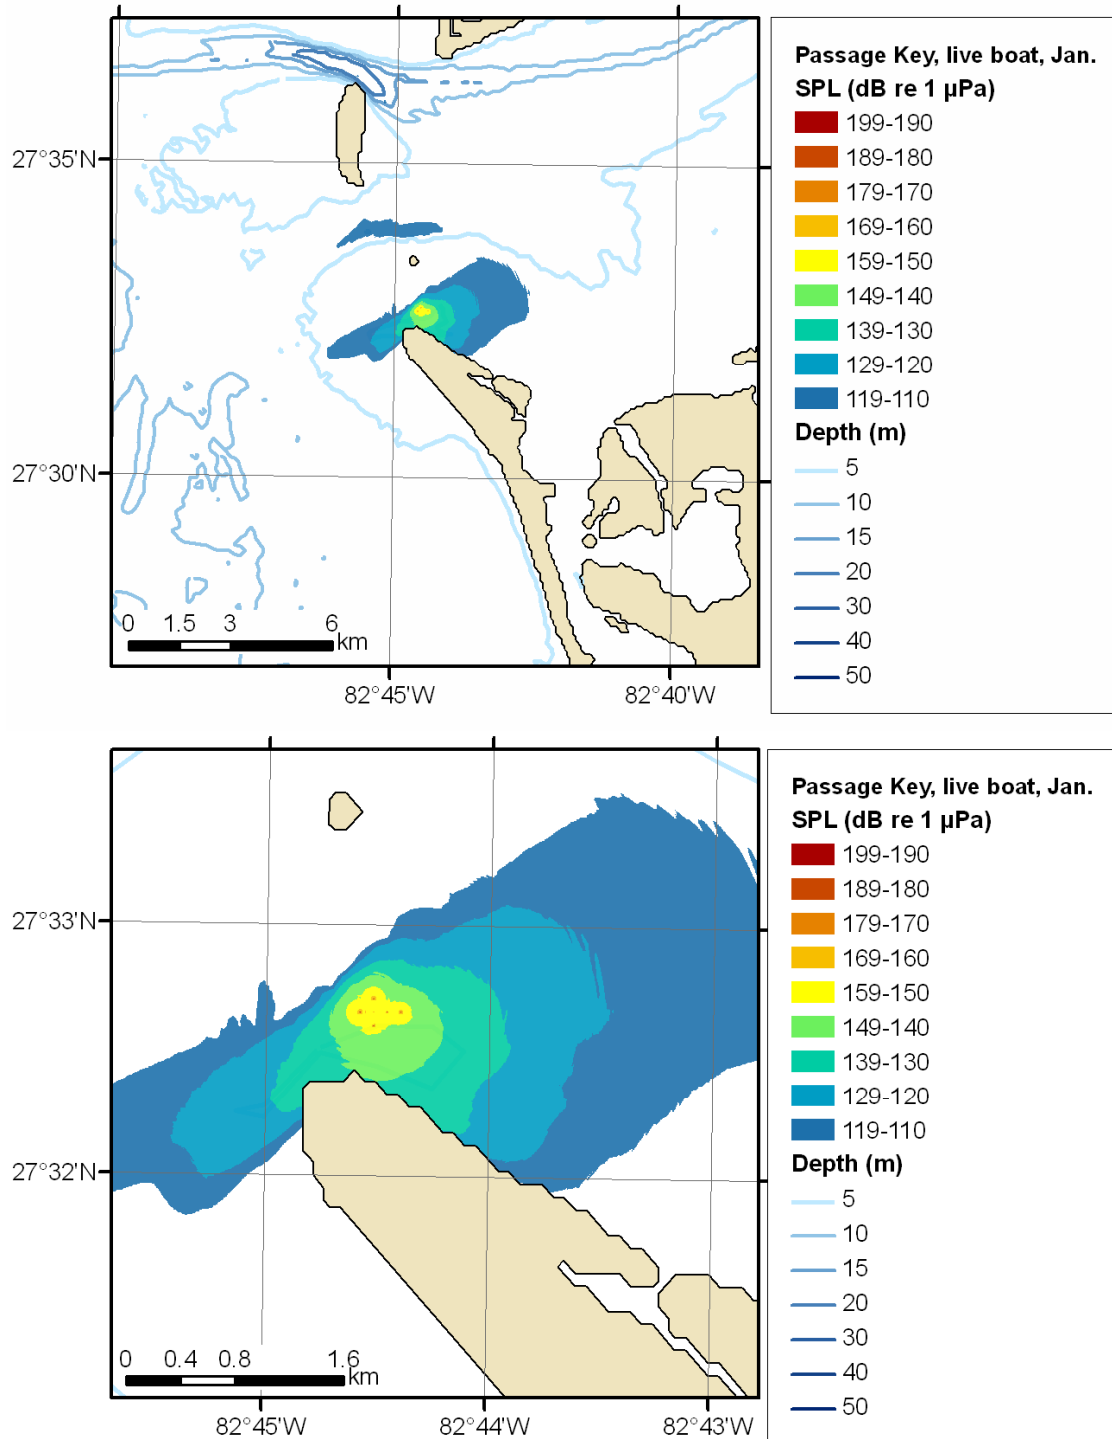 Passage Key, live boat, Jan.
SPL (dB re 1 µPa)
199-190
189-180
179-170
169-160
159-150
149-140
139-130
129-120
119-110
Depth (m)
5
10
15
20
30
40
50
27°35'N
27°30'N
0 1.5 3 6
km
82°45'W 82°40'W
Passage Key, live boat, Jan.
SPL (dB re 1 µPa)
199-190
189-180
179-170
169-160
159-150
149-140
139-130
129-120
119-110
Depth (m)
5
10
15
20
30
40
50
27°33'N
27°32'N
0 0.4 0.8 1.6
km
82°45'W 82°44'W 82°43'W